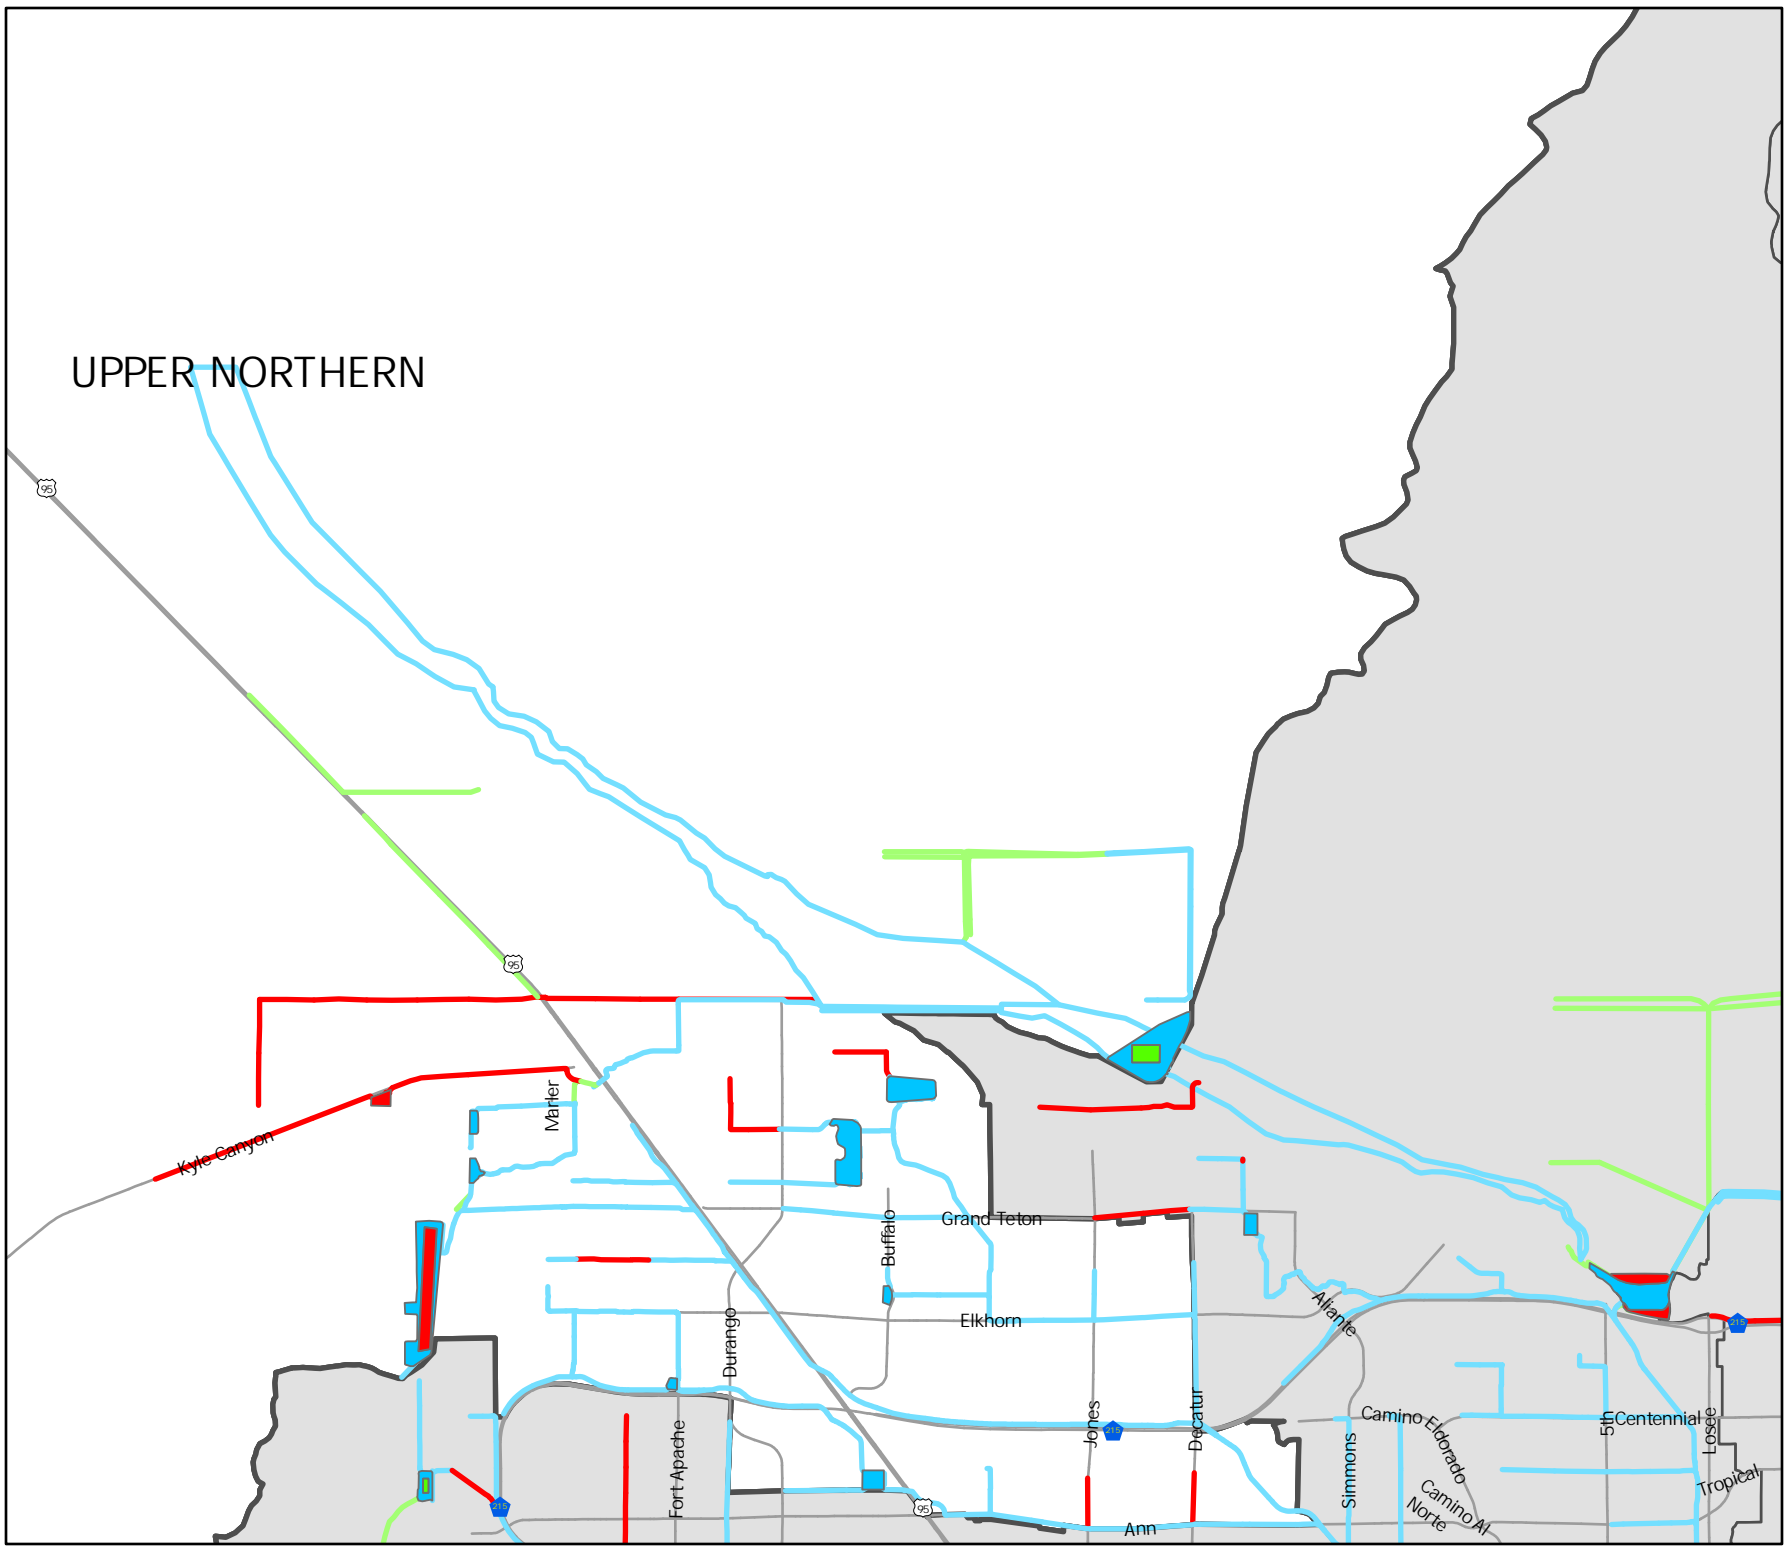 UPPER NORTHERN
95
95
Marler
Kyle Canyon
Grand Teton
Buffalo
Elkhorn
Aliante
215
Durango
Jones
215
Decatur
Camino Eldorado
5th
Centennial
Losee
Simmons
Fort Apache
Tropical
Camino Al
Norte
215
95
Ann